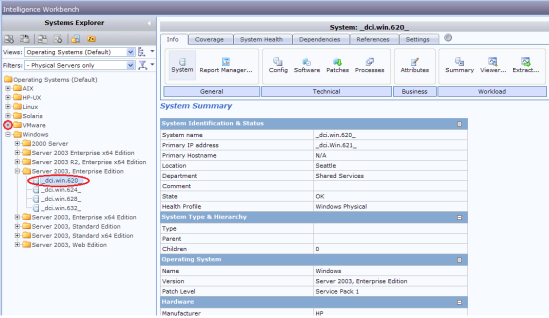 Intelligence Workbench
Systems Explorer
Views: Operating Systems (Default)
Filters: - Physical Servers only
Operating Systems (Default)
AIX
HP-UX
Linux
Solaris
VMware
Windows
2000 Server
Server 2003 Enterprise x64 Edition
Server 2003 R2, Enterprise x64 Edition
Server 2003, Enterprise Edition
_dci.win.620_
_dci.win.624_
_dci.win.628_
_dci.win.632_
Server 2003, Enterprise x64 Edition
Server 2003, Standard Edition
Server 2003, Standard x64 Edition
Server 2003, Web Edition
System: _dci.win.620_
Info Coverage System Health Dependencies References Settings
System Report Manager... Config Software Patches Processes Attributes Summary Viewer... Extract...
General Technical Business Workload
System Summary
System Identification & Status
System name _dci.win.620_
Primary IP address _dci.Win.621_
Primary Hostname N/A
Location Seattle
Department Shared Services
Comment
State OK
Health Profile Windows Physical
System Type & Hierarchy
Type
Parent
Children 0
Operating System
Name Windows
Version Server 2003, Enterprise Edition
Patch Level Service Pack 1
Hardware
Manufacturer HP